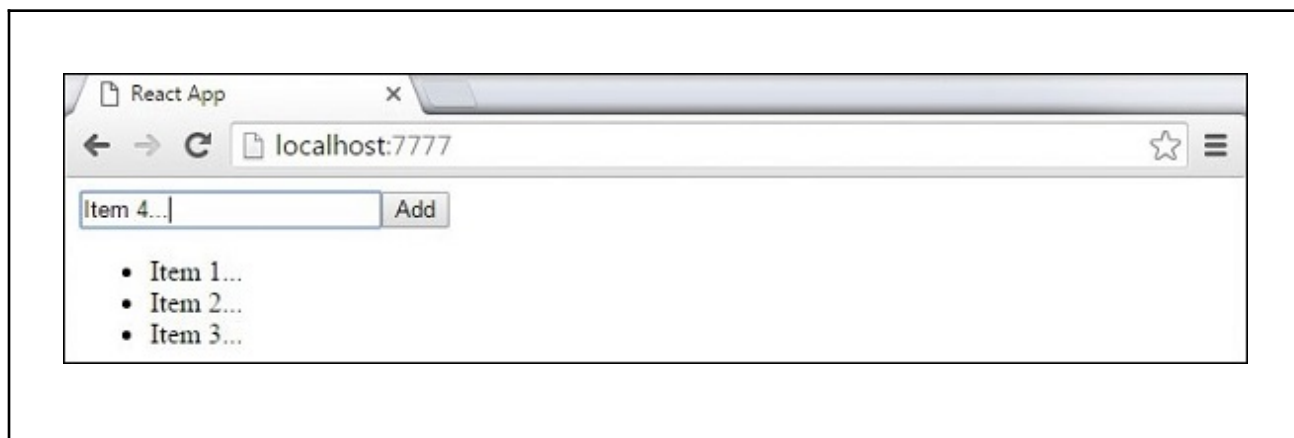 React App
localhost:7777
Item 4... Add
Item 1...
Item 2...
Item 3...